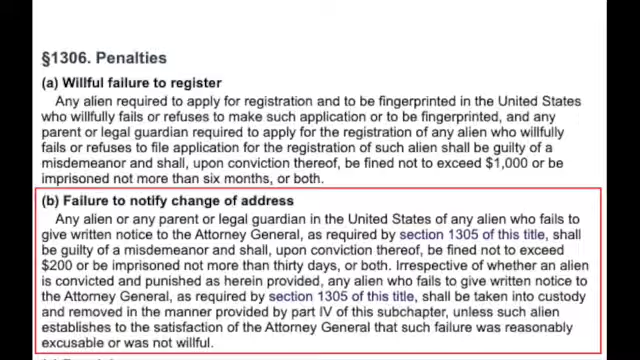 §1306. Penalties
(a) Willful failure to register
Any alien required to apply for registration and to be fingerprinted in the United States
who willfully fails or refuses to make such application or to be fingerprinted, and any
parent or legal guardian required to apply for the registration of any alien who willfully
fails or refuses to file application for the registration of such alien shall be guilty of a
misdemeanor and shall, upon conviction thereof, be fined not to exceed $1,000 or be
imprisoned not more than six months, or both.
(b) Failure to notify change of address
Any alien or any parent or legal guardian in the United States of any alien who fails to
give written notice to the Attorney General, as required by section 1305 of this title, shall
be guilty of a misdemeanor and shall, upon conviction thereof, be fined not to exceed
$200 or be imprisoned not more than thirty days, or both. Irrespective of whether an alien
is convicted and punished as herein provided, any alien who fails to give written notice to
the Attorney General, as required by section 1305 of this title, shall be taken into custody
and removed in the manner provided by part IV of this subchapter, unless such alien
establishes to the satisfaction of the Attorney General that such failure was reasonably
excusable or was not willful.